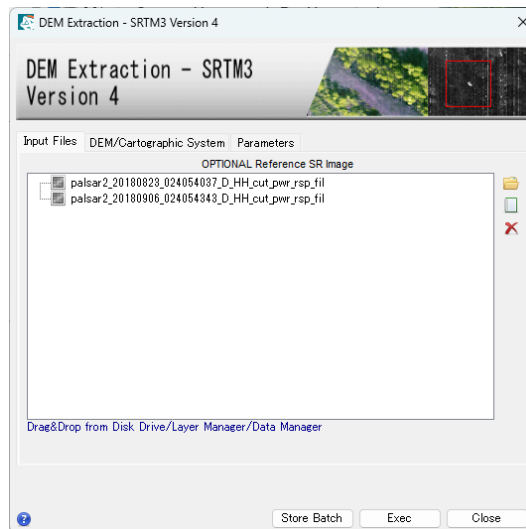 DEM Extraction - SRTM3 Version 4
DEM Extraction - SRTM3
Version 4
Input Files DEM/Cartographic System Parameters
OPTIONAL Reference SR Image
palsar2_20180823_024054037_D_HH_cut_pwr_rsp_fil
palsar2_20180906_024054343_D_HH_cut_pwr_rsp_fil
Drag&Drop from Disk Drive/Layer Manager/Data Manager
Store Batch Exec Close